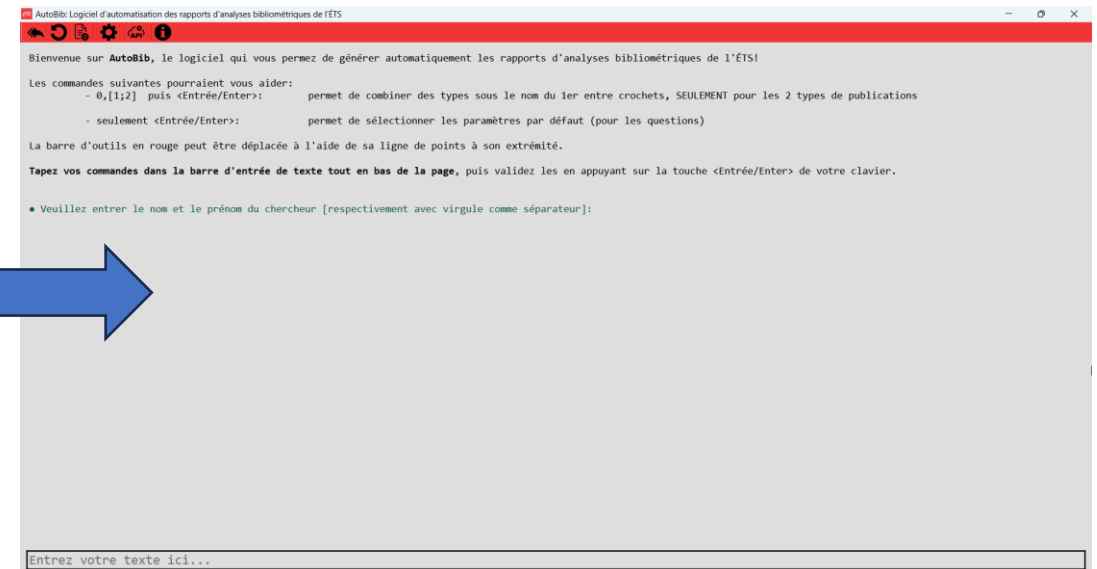 AutoBib: Logiciel d'automatisation des rapports d'analyses bibliométriques de l'ÉTS
API
Bienvenue sur AutoBib, le logiciel qui vous permez de générer automatiquement les rapports d'analyses bibliométriques de l'ÉTS!
Les commandes suivantes pourraient vous aider:
- 0,[1;2] puis <Entrée/Enter>: permet de combiner des types sous le nom du 1er entre crochets, SEULEMENT pour les 2 types de publications
- seulement <Entrée/Enter>: permet de sélectionner les paramètres par défaut (pour les questions)
La barre d'outils en rouge peut être déplacée à l'aide de sa ligne de points à son extrémité.
Tapez vos commandes dans la barre d'entrée de texte tout en bas de la page, puis validez les en appuyant sur la touche <Entrée/Enter> de votre clavier.
• Veuillez entrer le nom et le prénom du chercheur [respectivement avec virgule comme séparateur]:
Entrez votre texte ici...